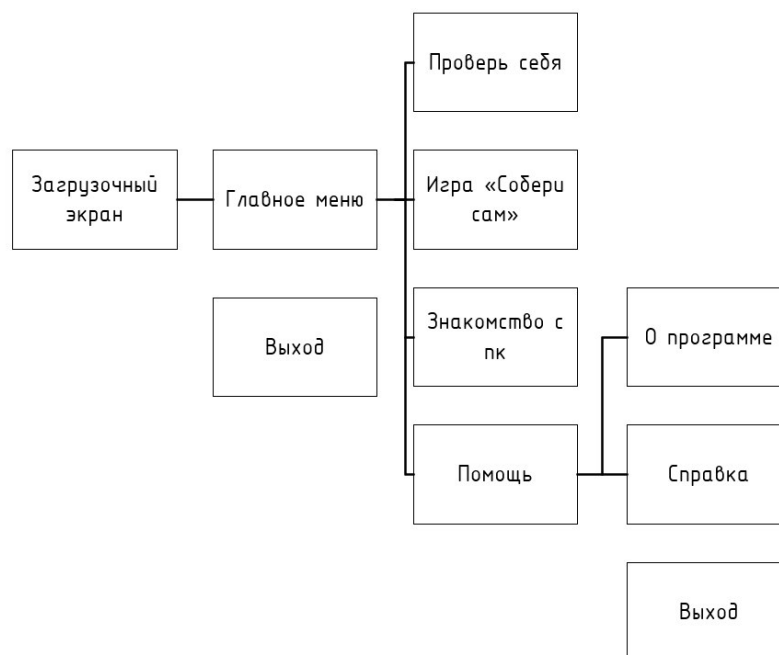 Проверь себя
Загрузочный
экран
Главное меню
Игра «Собери
сам»
Выход
Знакомство с
пк
О программе
Помощь
Справка
Выход